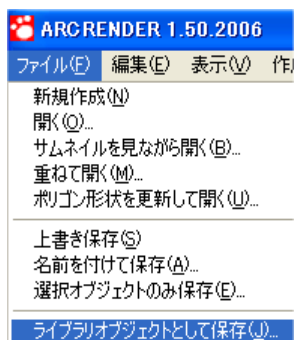 ARCRENDER 1.50.2006
ファイル(F) 編集(E) 表示(V)
新規作成(N)
開く(O)...
サムネイルを見ながら開く(B)...
重ねて開く(M)...
ポリゴン形状を更新して開く(U)...
上書き保存(S)
名前を付けて保存(A)...
選択オブジェクトのみ保存(E)...
ライブラリオブジェクトとして保存(J)...